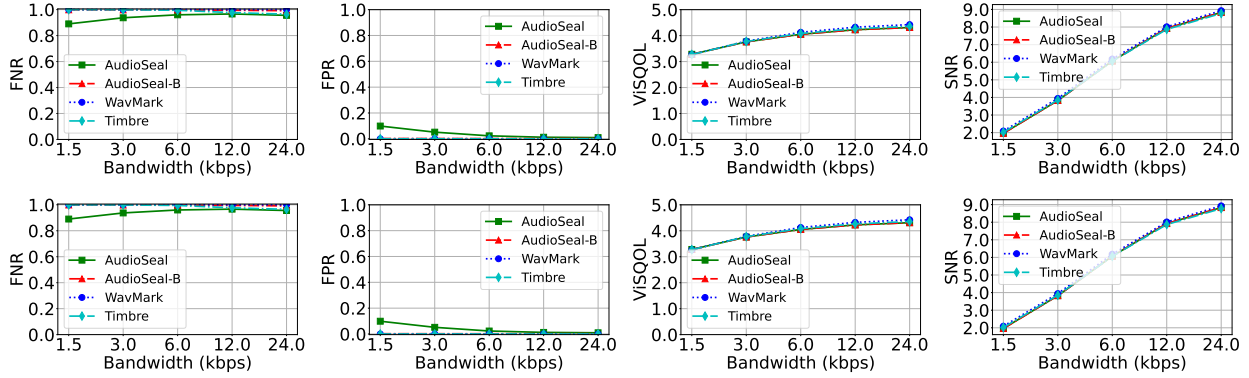 FNR
1.0
0.8
0.6
0.4
0.2
0.0
AudioSeal
AudioSeal-B
WavMark
Timbre
1.5 3.0 6.0 12.0 24.0
Bandwidth (kbps)
FPR
1.0
0.8
0.6
0.4
0.2
0.0
AudioSeal
AudioSeal-B
WavMark
Timbre
1.5 3.0 6.0 12.0 24.0
Bandwidth (kbps)
ViSQOL
5.0
4.0
3.0
2.0
1.0
0.0
AudioSeal
AudioSeal-B
WavMark
Timbre
1.5 3.0 6.0 12.0 24.0
Bandwidth (kbps)
SNR
9.0
8.0
7.0
6.0
5.0
4.0
3.0
2.0
AudioSeal
AudioSeal-B
WavMark
Timbre
1.5 3.0 6.0 12.0 24.0
Bandwidth (kbps)
FNR
1.0
0.8
0.6
0.4
0.2
0.0
AudioSeal
AudioSeal-B
WavMark
Timbre
1.5 3.0 6.0 12.0 24.0
Bandwidth (kbps)
FPR
1.0
0.8
0.6
0.4
0.2
0.0
AudioSeal
AudioSeal-B
WavMark
Timbre
1.5 3.0 6.0 12.0 24.0
Bandwidth (kbps)
ViSQOL
5.0
4.0
3.0
2.0
1.0
0.0
AudioSeal
AudioSeal-B
WavMark
Timbre
1.5 3.0 6.0 12.0 24.0
Bandwidth (kbps)
SNR
9.0
8.0
7.0
6.0
5.0
4.0
3.0
2.0
AudioSeal
AudioSeal-B
WavMark
Timbre
1.5 3.0 6.0 12.0 24.0
Bandwidth (kbps)